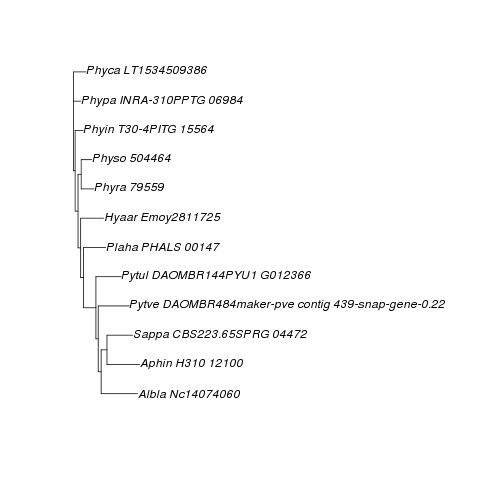 Phyca LT1534509386
Phypa INRA-310PPTG 06984
Phyin T30-4PITG 15564
Physo 504464
Phyra 79559
Hyaar Emoy2811725
Plaha PHALS 00147
Pytul DAOMBR144PYU1 G012366
Pytve DAOMBR484maker-pve contig 439-snap-gene-0.22
Sappa CBS223.65SPRG 04472
Aphin H310 12100
Albla Nc14074060